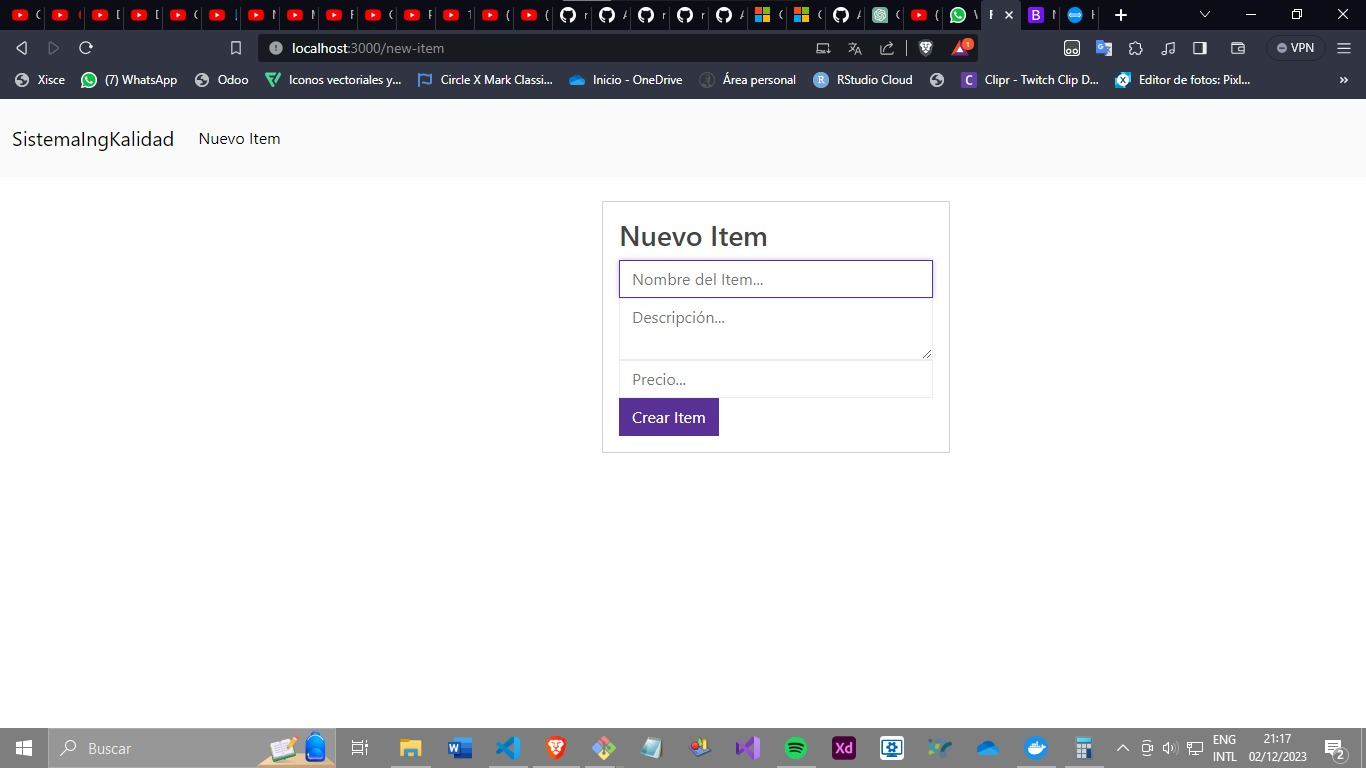 localhost:3000/new-item
1
VPN
Xisce
(7) WhatsApp
Odoo
Iconos vectoriales y...
Circle X Mark Classi...
Inicio - OneDrive
Área personal
RStudio Cloud
Clipr - Twitch Clip D...
Editor de fotos: Pixl...
»
SistemaIngKalidad
Nuevo Item
Nuevo Item
Nombre del Item...
Descripción...
Precio...
Crear Item
Buscar
ENG
INTL
21:17
02/12/2023
2